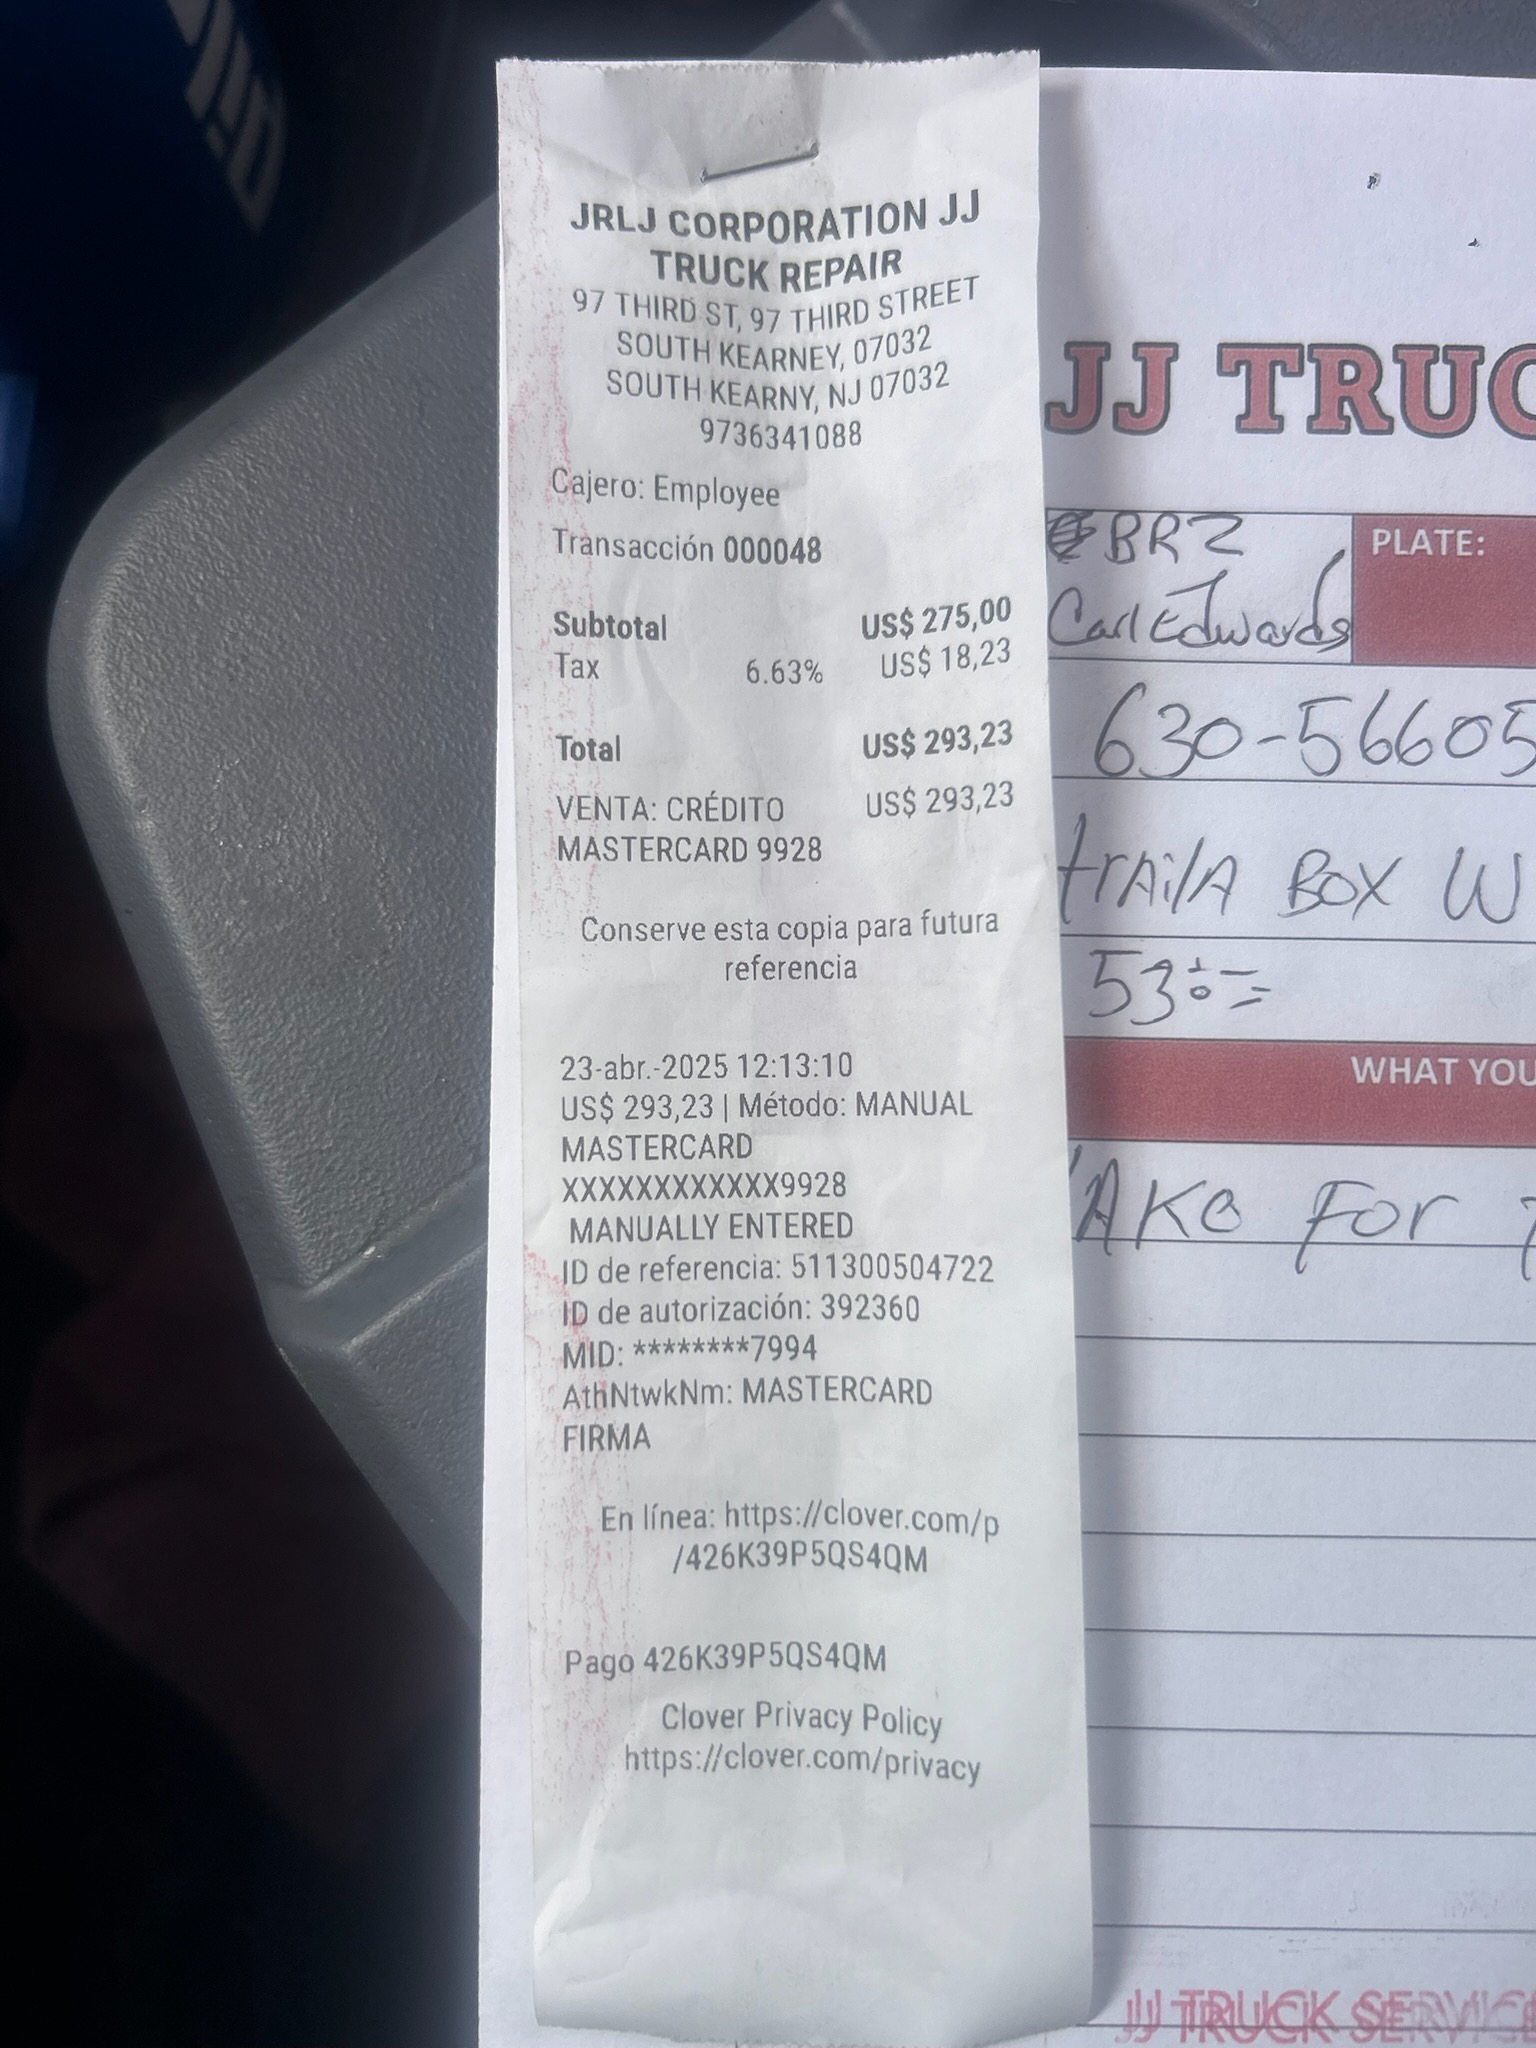 JRLJ CORPORATION JJ
TRUCK REPAIR
97 THIRD ST, 97 THIRD STREET
SOUTH KEARNEY, 07032
SOUTH KEARNY, NJ 07032
9736341088
Cajero: Employee
Transacción 000048
Subtotal US$ 275,00
Tax 6.63% US$ 18,23
Total US$ 293,23
VENTA: CRÉDITO US$ 293,23
MASTERCARD 9928
Conserve esta copia para futura
referencia
23-abr.-2025 12:13:10
US$ 293,23 | Método: MANUAL
MASTERCARD
XXXXXXXXXXXX9928
MANUALLY ENTERED
ID de referencia: 511300504722
ID de autorización: 392360
MID: ********7994
AthNtwkNm: MASTERCARD
FIRMA
En línea: https://clover.com/p
/426K39P5QS4QM
Pago 426K39P5QS4QM
Clover Privacy Policy
https://clover.com/privacy
JJ TRUC
BRZ
Carl Edwards
PLATE:
630-56605
trAilA BOX W
53
WHAT YOU
FOR
JJ TRUCK SERVIC